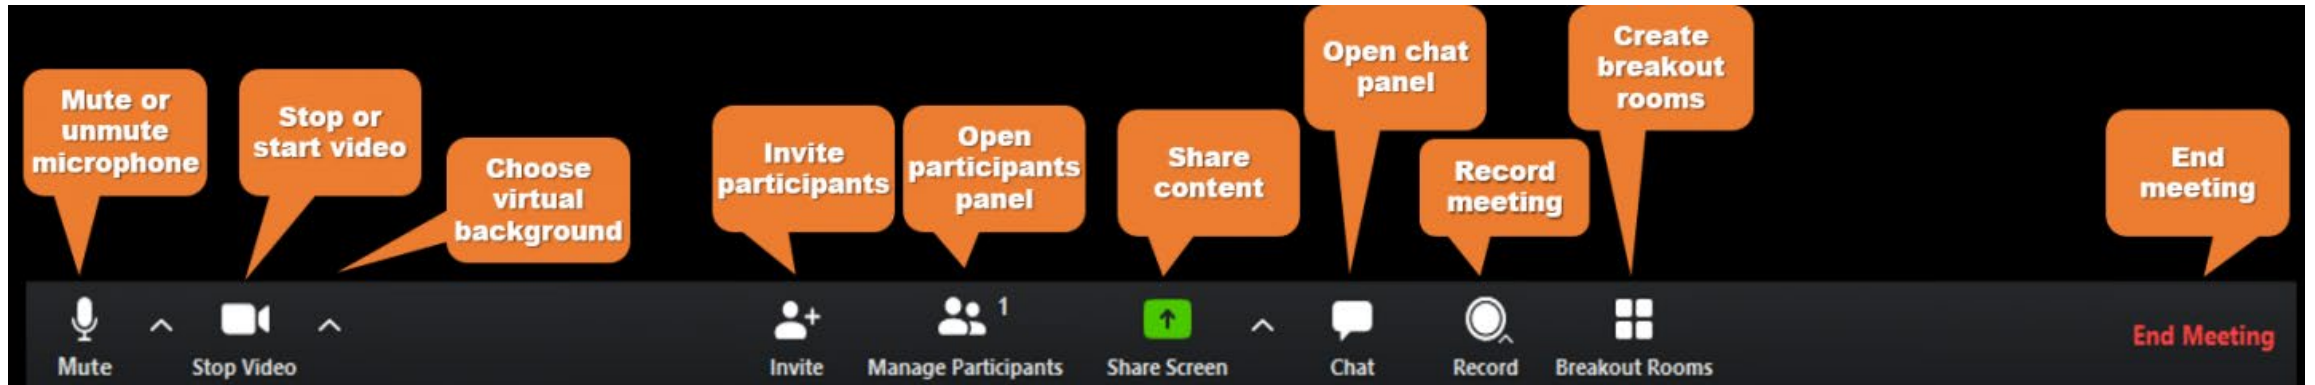 Mute or
unmute
microphone
Stop or
start video
Choose
virtual
background
Invite
participants
Open
participants
panel
Share
content
Open chat
panel
Record
meeting
Create
breakout
rooms
End
meeting
Mute
Stop Video
Invite
Manage Participants
1
Share Screen
Chat
Record
Breakout Rooms
End Meeting